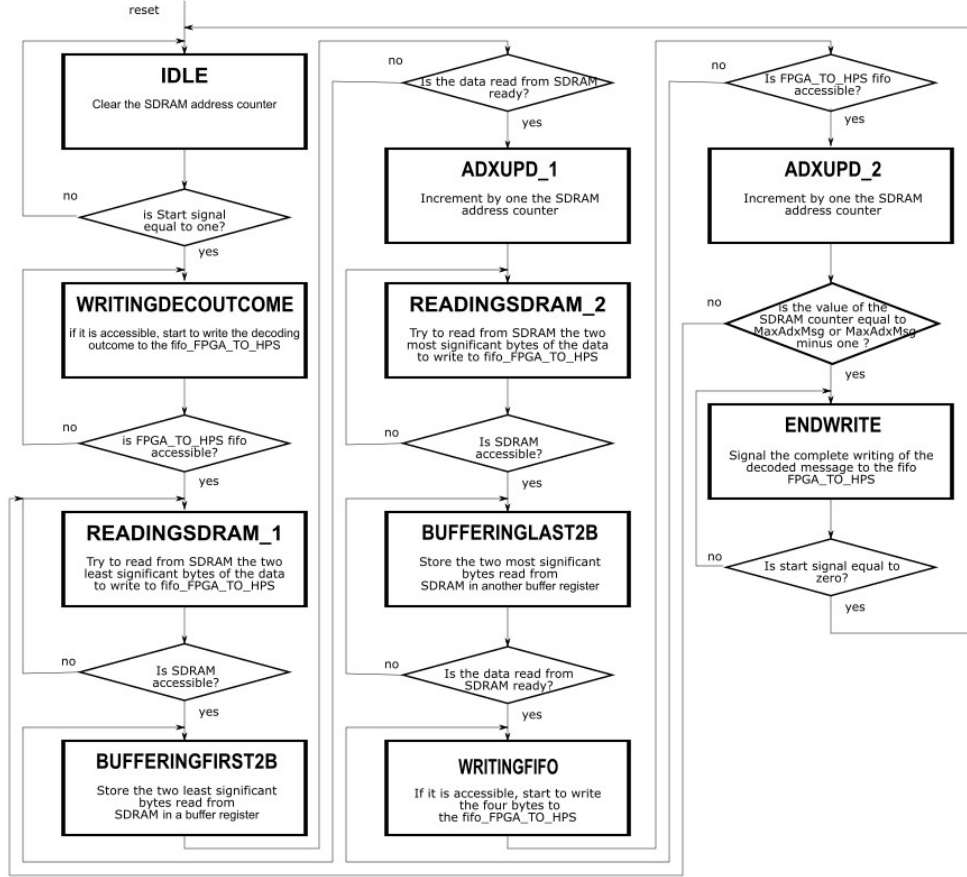 reset
IDLE
Clear the SDRAM address counter
no
is Start signal
equal to one?
yes
WRITINGDECOUTCOME
if it is accessible, start to write the decoding
outcome to the fifo_FPGA_TO_HPS
no
is FPGA_TO_HPS fifo
accessible?
yes
READINGSDRAM_1
Try to read from SDRAM the two
least significant bytes of the data
to write to fifo_FPGA_TO_HPS
no
Is SDRAM
accessible?
yes
BUFFERINGFIRST2B
Store the two least significant
bytes read from
SDRAM in a buffer register
no
Is the data read from SDRAM
ready?
yes
ADXUPD_1
Increment by one the SDRAM
address counter
READINGSDRAM_2
Try to read from SDRAM the two
most significant bytes of the data
to write to fifo_FPGA_TO_HPS
no
Is SDRAM
accessible?
yes
BUFFERINGLAST2B
Store the two most significant
bytes read from
SDRAM in another buffer register
no
Is the data read from
SDRAM ready?
yes
WRITINGFIFO
If it is accessible, start to write
the four bytes to
the fifo_FPGA_TO_HPS
no
Is FPGA_TO_HPS fifo
accessible?
yes
ADXUPD_2
Increment by one the SDRAM
address counter
no
Is the value of the
SDRAM counter equal to
MaxAdxMsg or MaxAdxMsg
minus one ?
yes
ENDWRITE
Signal the complete writing of the
decoded message to the fifo
FPGA_TO_HPS
no
Is start signal equal to
zero?
yes